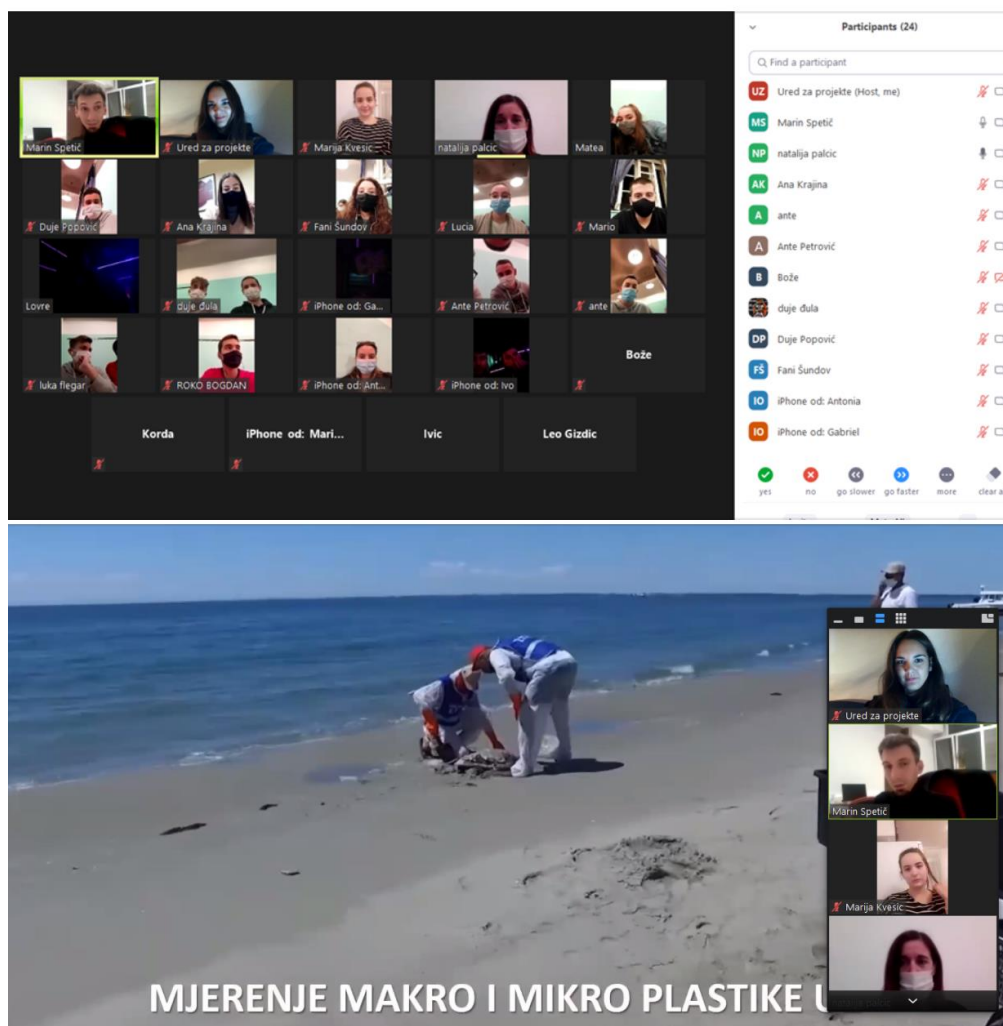 Marin Spetić
Ured za projekte
Marija Kvesic
natalija palcic
Matea
Duje Popović
Ana Krajina
Fani Šundov
Lucia
Mario
Lovre
duje đula
iPhone od: Ga...
Ante Petrović
ante
luka flegar
ROKO BOGDAN
iPhone od: Ant...
iPhone od: Ivo
Bože
Korda
iPhone od: Mari...
Ivic
Leo Gizdic
Participants (24)
Find a participant
UZ Ured za projekte (Host, me)
MS Marin Spetić
NP natalija palcic
AK Ana Krajina
A ante
A Ante Petrović
B Bože
duje đula
DP Duje Popović
FŠ Fani Šundov
IO iPhone od: Antonia
IO iPhone od: Gabriel
yes no go slower go faster more clear a
Ured za projekte
Marin Spetić
Marija Kvesic
MJERENJE MAKRO I MIKRO PLASTIKE U